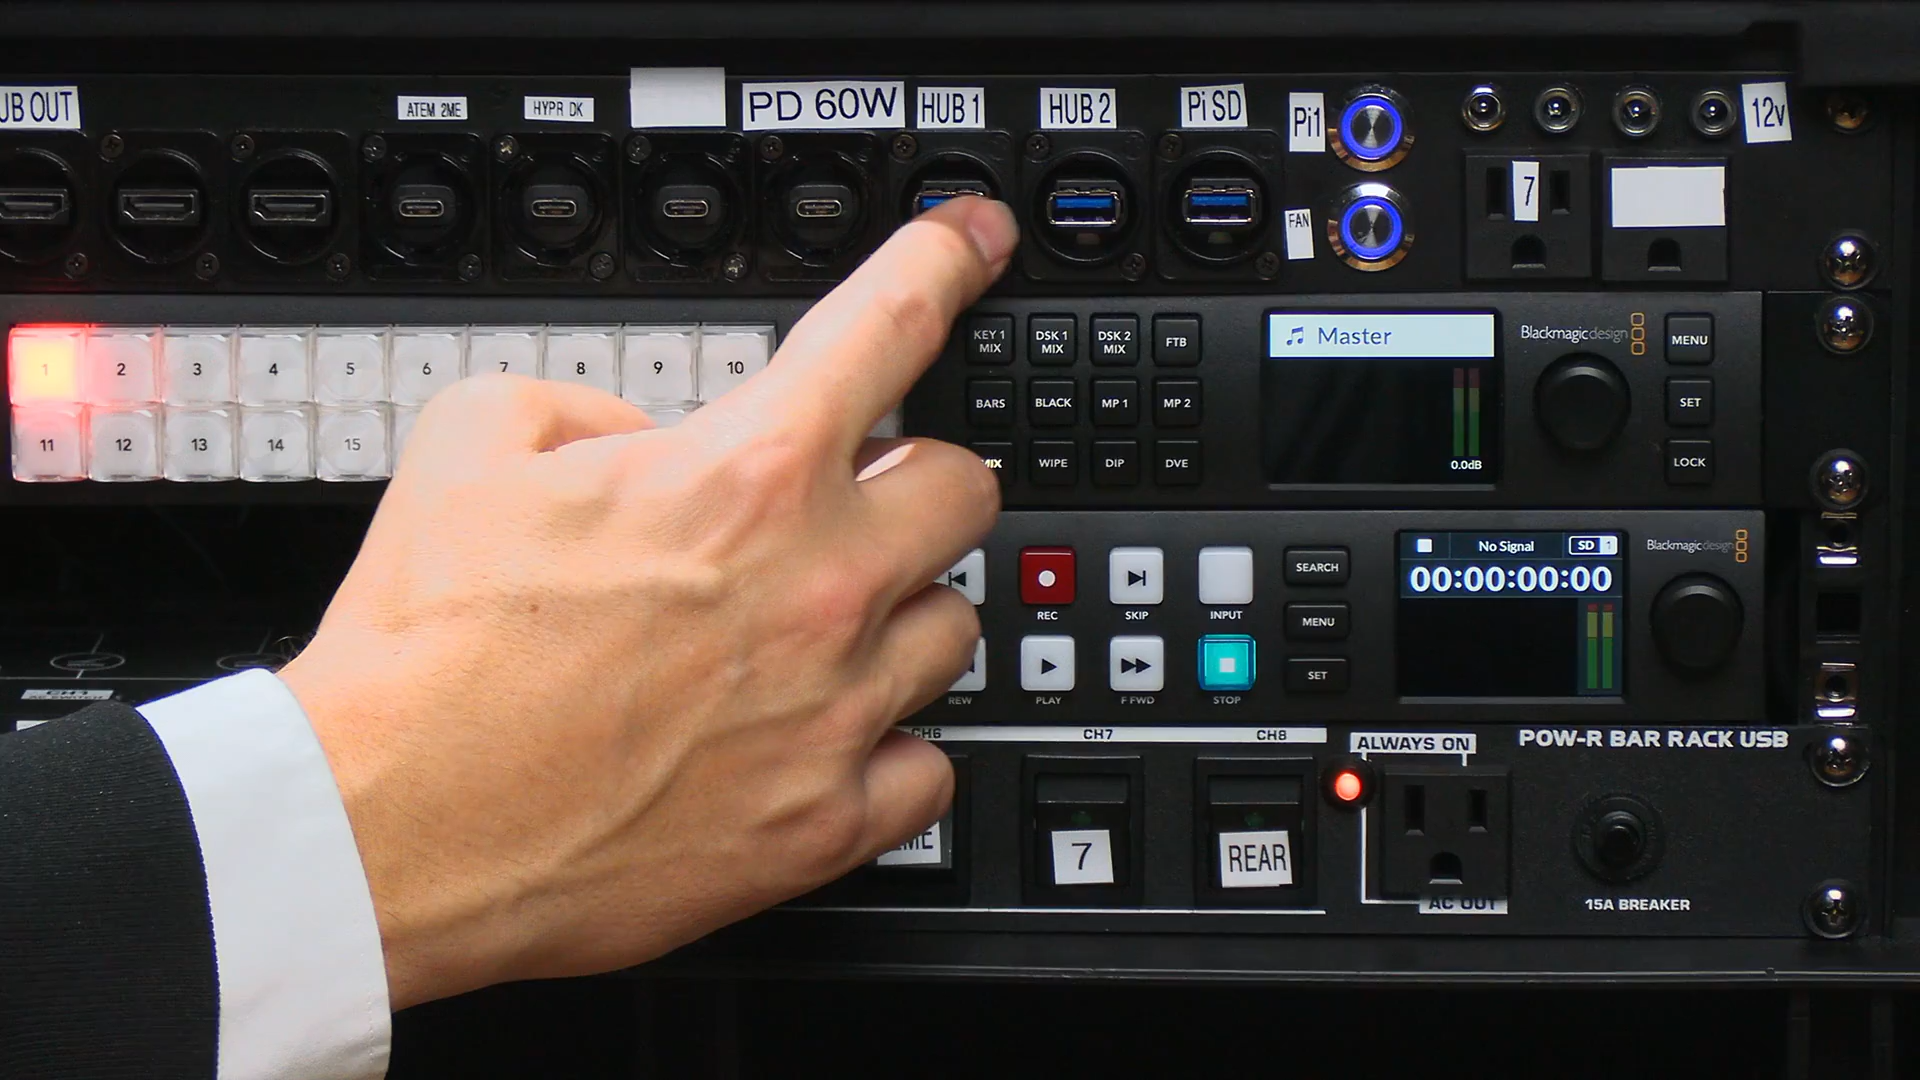 UB OUT
ATEM 2ME
HYPR DK
PD 60W
HUB 1
HUB 2
Pi SD
Pi1
12v
FAN
7
1
2
3
4
5
6
7
8
9
10
11
12
13
14
15
KEY 1
MIX
DSK 1
MIX
DSK 2
MIX
FTB
BARS
BLACK
MP 1
MP 2
MIX
WIPE
DIP
DVE
Master
0.0dB
Blackmagicdesign
MENU
SET
LOCK
REC
SKIP
INPUT
REW
PLAY
F FWD
STOP
SEARCH
MENU
SET
No Signal
SD 1
00:00:00:00
Blackmagicdesign
CH6
CH7
CH8
ALWAYS ON
POW-R BAR RACK USB
ME
7
REAR
AC OUT
15A BREAKER